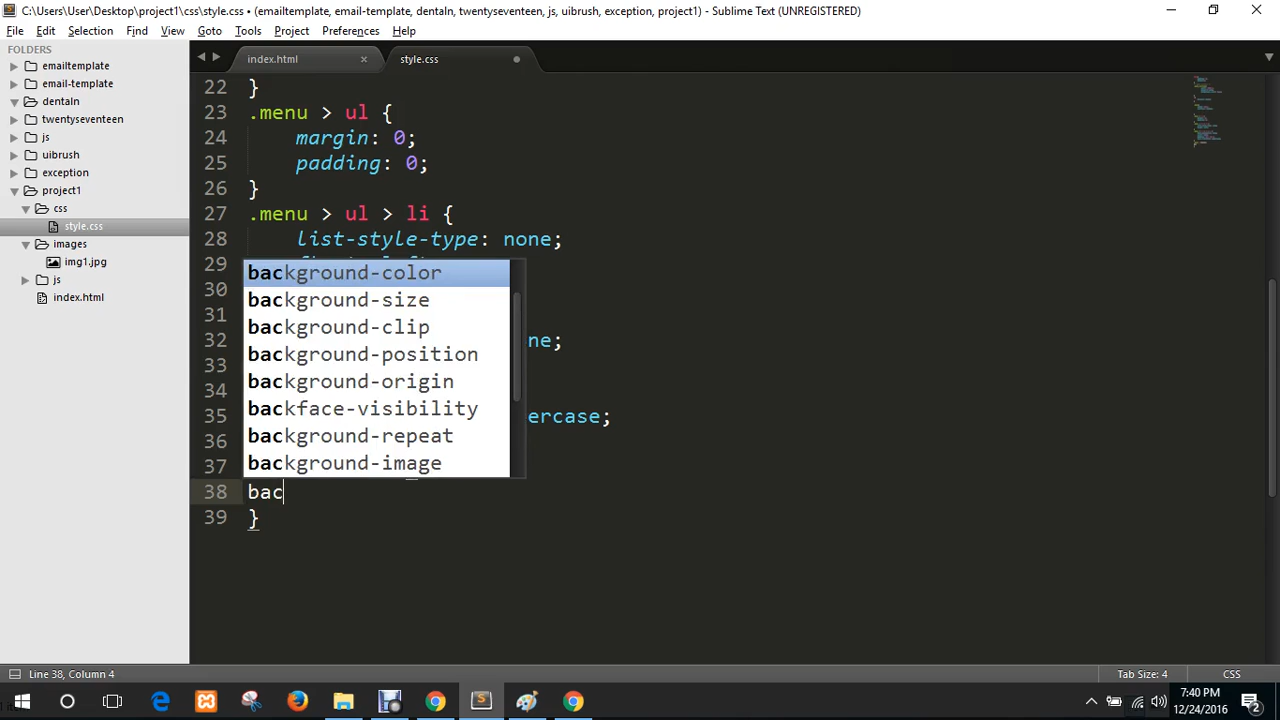 C:\Users\User\Desktop\project1\css\style.css • (emailtemplate, email-template, dentaln, twentyseventeen, js, uibrush, exception, project1) - Sublime Text (UNREGISTERED)
File Edit Selection Find View Goto Tools Project Preferences Help
FOLDERS
emailtemplate
email-template
dentaln
twentyseventeen
js
uibrush
exception
project1
css
style.css
images
img1.jpg
js
index.html
index.html
style.css
22 }
23 .menu > ul {
24 margin: 0;
25 padding: 0;
26 }
27 .menu > ul > li {
28 list-style-type: none;
29
30
31
32 ne;
33
34
35 ercase;
36
37
38 bac
39 }
background-color
background-size
background-clip
background-position
background-origin
backface-visibility
background-repeat
background-image
Line 38, Column 4
Tab Size: 4
CSS
7:40 PM
12/24/2016
2